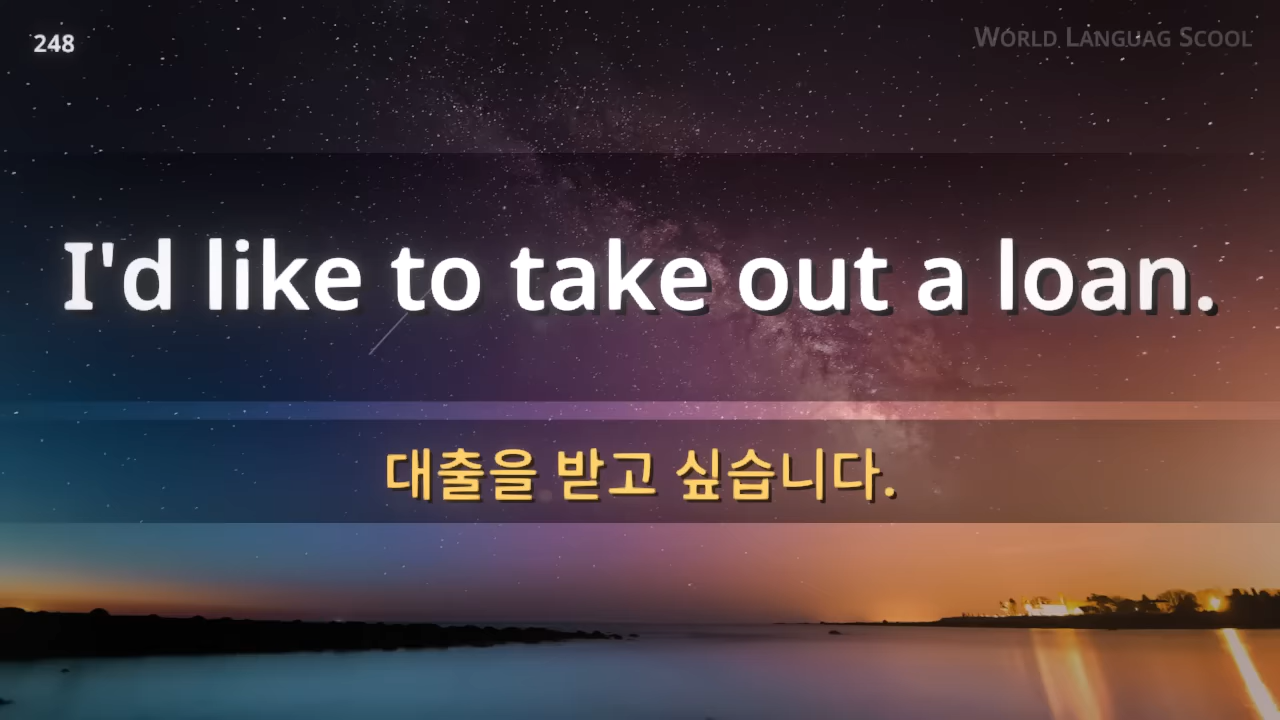 248
WORLD LANGUAG SCOOL
I'd like to take out a loan.
대출을 받고 싶습니다.